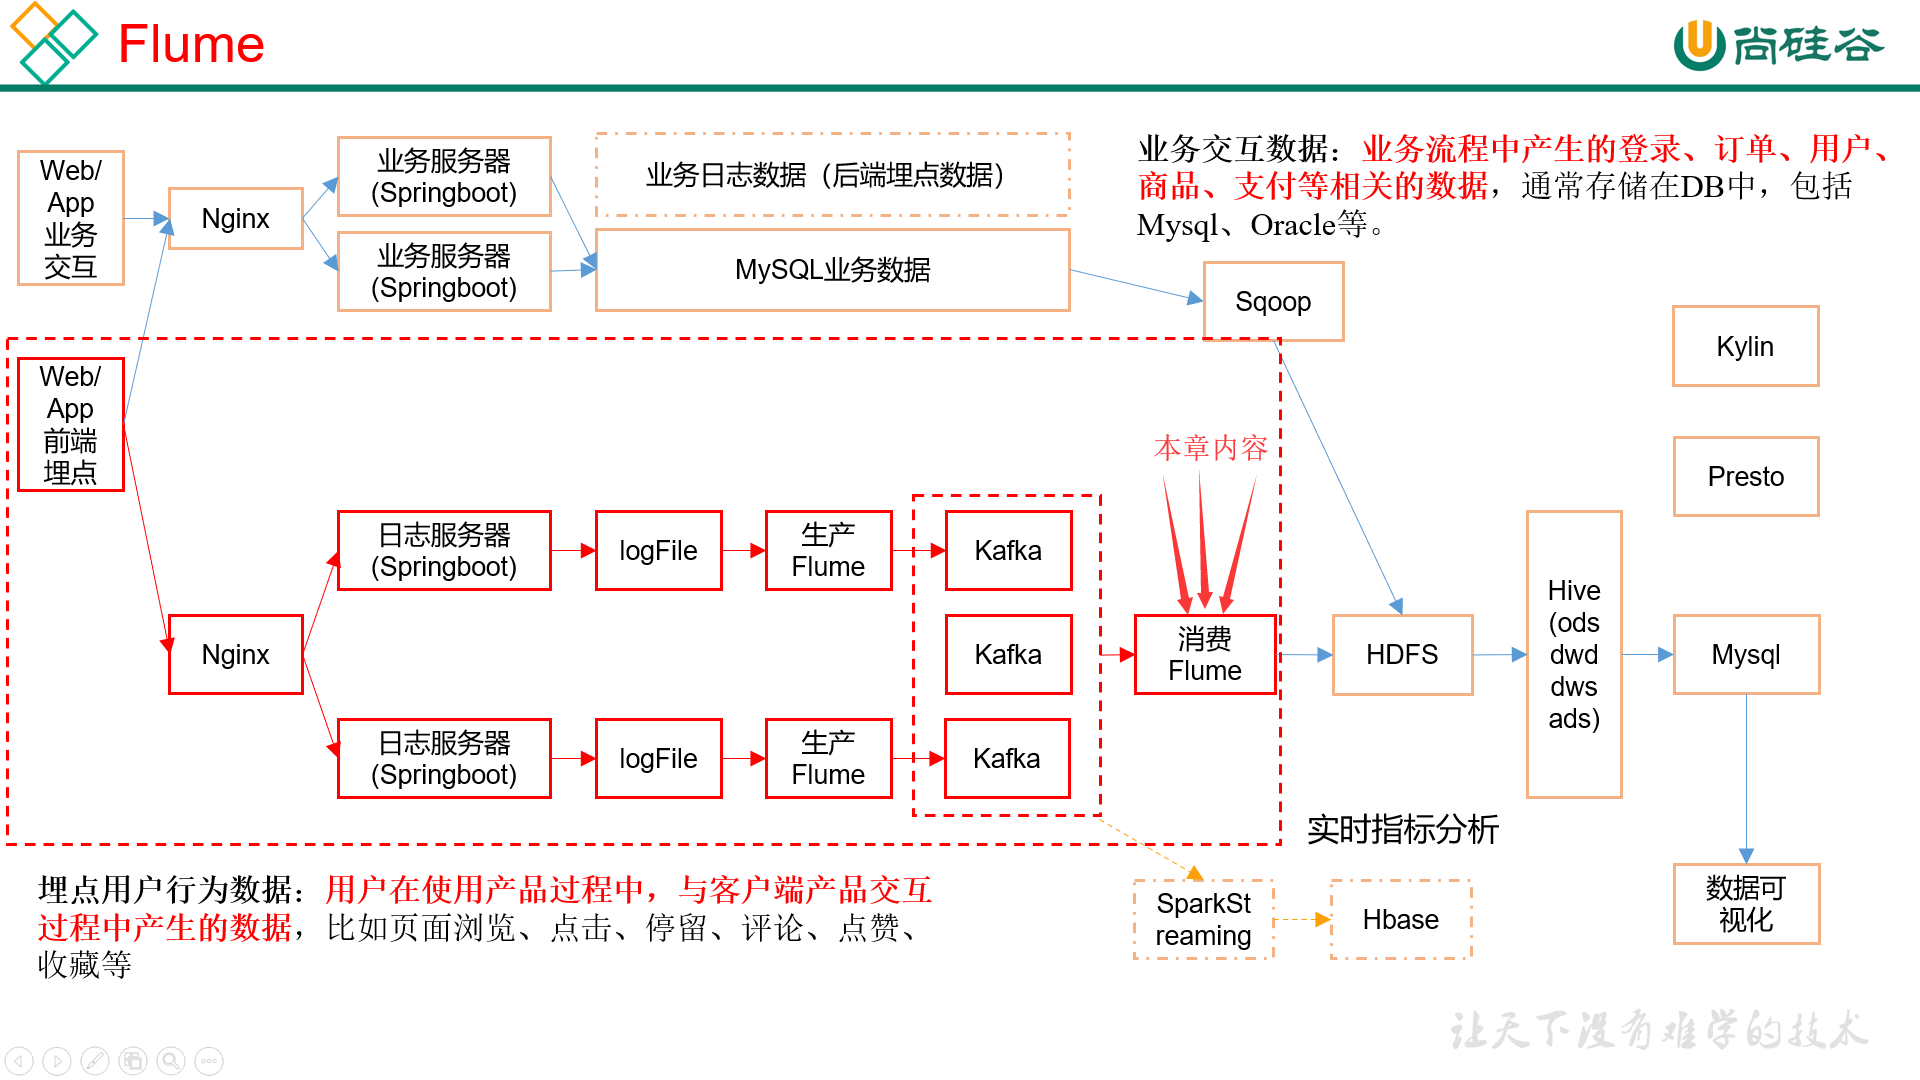 Flume
尚硅谷
Web/
App
业务
交互
Nginx
业务服务器
(Springboot)
业务服务器
(Springboot)
业务日志数据（后端埋点数据）
MySQL业务数据
业务交互数据：业务流程中产生的登录、订单、用户、
商品、支付等相关的数据，通常存储在DB中，包括
Mysql、Oracle等。
Sqoop
Kylin
Presto
Web/
App
前端
埋点
本章内容
Nginx
日志服务器
(Springboot)
logFile
生产
Flume
Kafka
Kafka
日志服务器
(Springboot)
logFile
生产
Flume
Kafka
消费
Flume
HDFS
Hive
(ods
dwd
dws
ads)
Mysql
实时指标分析
SparkSt
reaming
Hbase
数据可
视化
埋点用户行为数据：用户在使用产品过程中，与客户端产品交互
过程中产生的数据，比如页面浏览、点击、停留、评论、点赞、
收藏等
让天下没有难学的技术